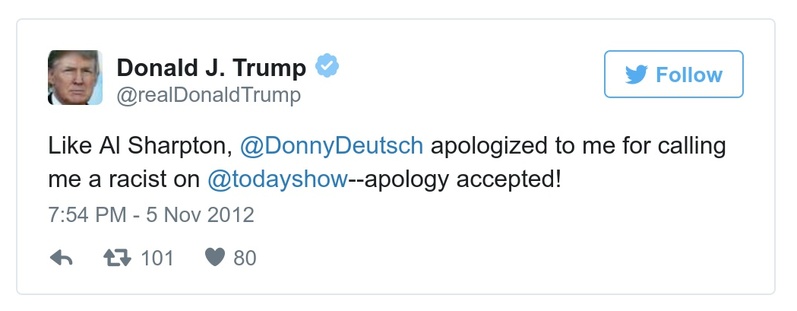 Donald J. Trump
@realDonaldTrump
Follow
Like Al Sharpton, @DonnyDeutsch apologized to me for calling
me a racist on @todayshow--apology accepted!
7:54 PM - 5 Nov 2012
101 80